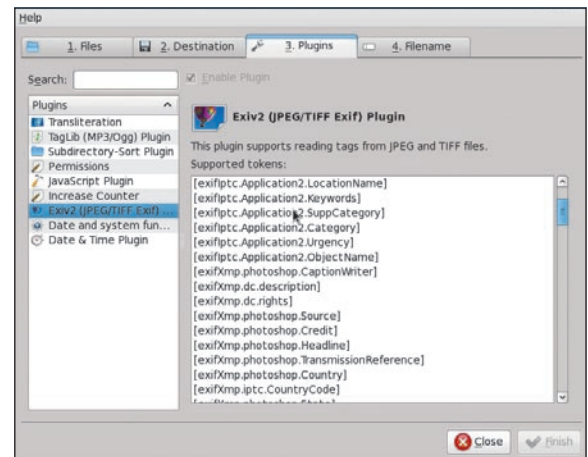 Help
1. Files
2. Destination
3. Plugins
4. Filename
Search:
Enable Plugin
Plugins
Transliteration
TagLib (MP3/Ogg) Plugin
Subdirectory-Sort Plugin
Permissions
JavaScript Plugin
Increase Counter
Exiv2 (JPEG/TIFF Exif) ...
Date and system fun...
Date & Time Plugin
Exiv2 (JPEG/TIFF Exif) Plugin
This plugin supports reading tags from JPEG and TIFF files.
Supported tokens:
[exifIptc.Application2.LocationName]
[exifIptc.Application2.Keywords]
[exifIptc.Application2.SuppCategory]
[exifIptc.Application2.Category]
[exifIptc.Application2.Urgency]
[exifIptc.Application2.ObjectName]
[exifXmp.photoshop.CaptionWriter]
[exifXmp.dc.description]
[exifXmp.dc.rights]
[exifXmp.photoshop.Source]
[exifXmp.photoshop.Credit]
[exifXmp.photoshop.Headline]
[exifXmp.photoshop.TransmissionReference]
[exifXmp.photoshop.Country]
[exifXmp.iptc.CountryCode]
[exifXmp.photoshop.State]
Close
Finish